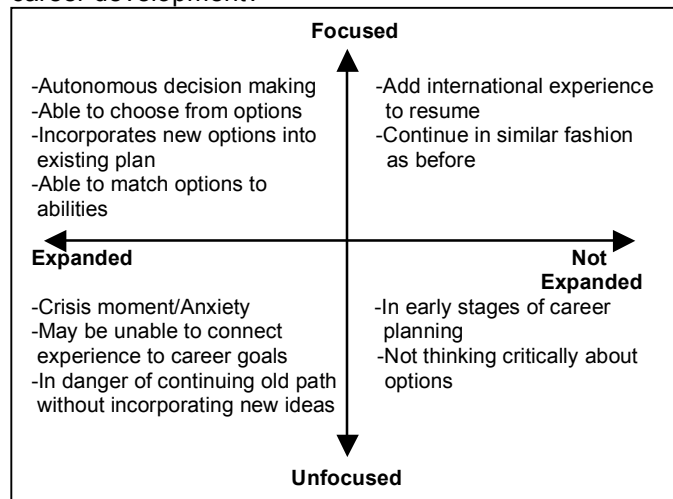 career development?
Focused
-Autonomous decision making
-Able to choose from options
-Incorporates new options into
existing plan
-Able to match options to
abilities
-Add international experience
to resume
-Continue in similar fashion
as before
Expanded
Not
Expanded
-Crisis moment/Anxiety
-May be unable to connect
experience to career goals
-In danger of continuing old path
without incorporating new ideas
-In early stages of career
planning
-Not thinking critically about
options
Unfocused